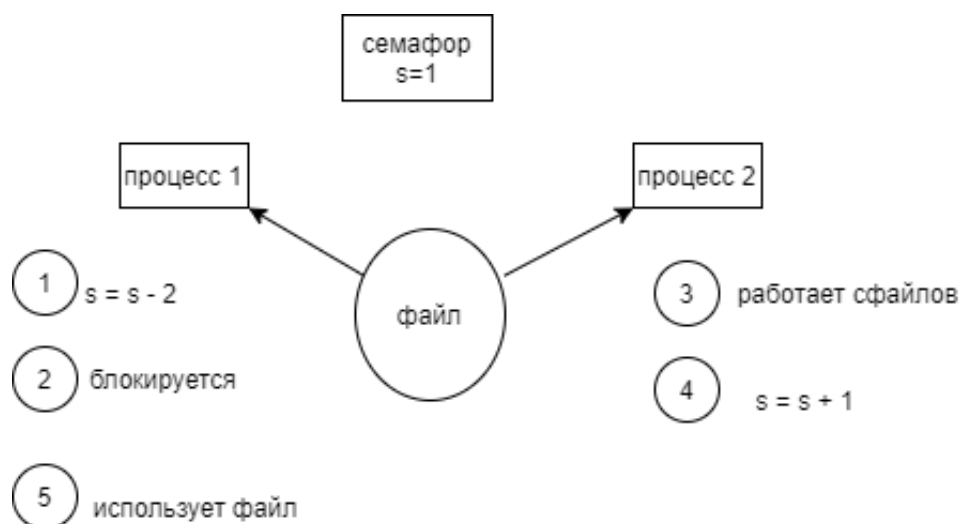 семафор
s=1
процесс 1
процесс 2
файл
1
s = s - 2
2
блокируется
5
использует файл
3
работает сфайлов
4
s = s + 1